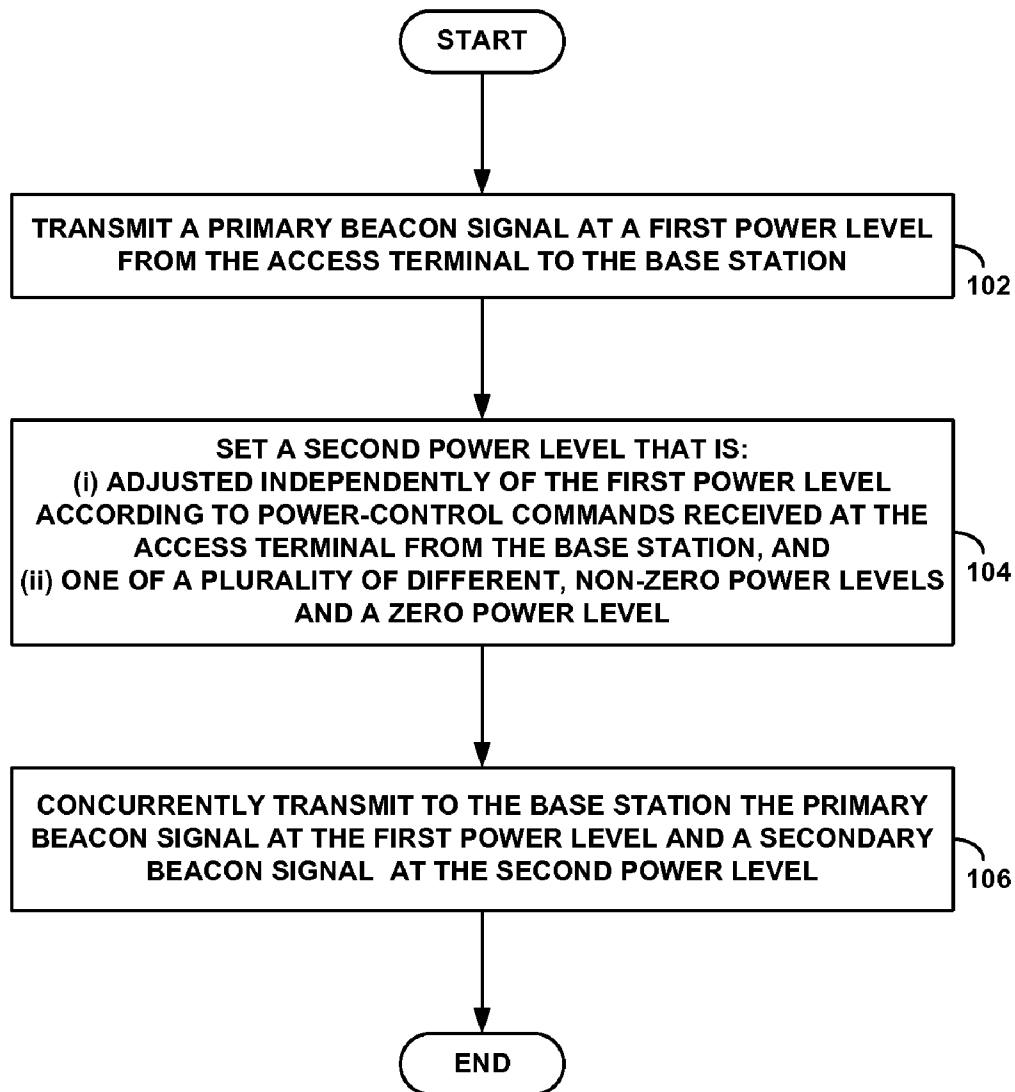 START
TRANSMIT A PRIMARY BEACON SIGNAL AT A FIRST POWER LEVEL
FROM THE ACCESS TERMINAL TO THE BASE STATION
102
SET A SECOND POWER LEVEL THAT IS:
(i) ADJUSTED INDEPENDENTLY OF THE FIRST POWER LEVEL
ACCORDING TO POWER-CONTROL COMMANDS RECEIVED AT THE
ACCESS TERMINAL FROM THE BASE STATION, AND
(ii) ONE OF A PLURALITY OF DIFFERENT, NON-ZERO POWER LEVELS
AND A ZERO POWER LEVEL
104
CONCURRENTLY TRANSMIT TO THE BASE STATION THE PRIMARY
BEACON SIGNAL AT THE FIRST POWER LEVEL AND A SECONDARY
BEACON SIGNAL AT THE SECOND POWER LEVEL
106
END